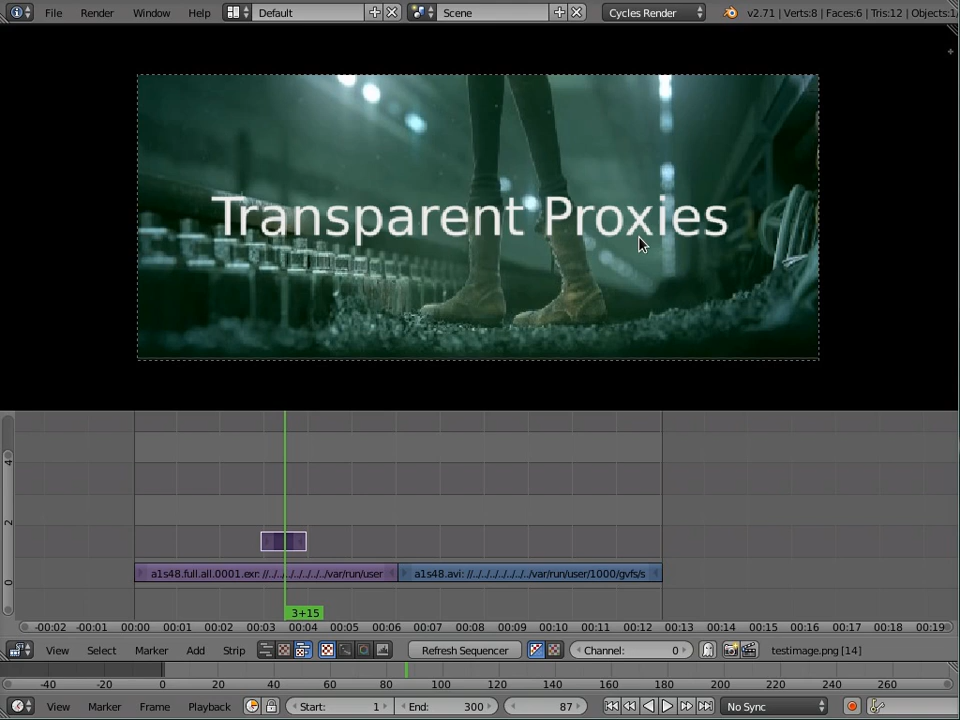 File Render Window Help Default Scene Cycles Render v2.71 | Verts:8 | Faces:6 | Tris:12 | Objects:1/
Transparent Proxies
4
2
0
a1s48.full.all.0001.exr: //../../../../../../var/run/user a1s48.avi: //../../../../../../var/run/user/1000/gvfs/s
3+15
-00:02 -00:01 00:00 00:01 00:02 00:03 00:04 00:05 00:06 00:07 00:08 00:09 00:10 00:11 00:12 00:13 00:14 00:15 00:16 00:17 00:18 00:19
View Select Marker Add Strip Refresh Sequencer Channel: 0 testimage.png [14]
-40 -20 0 20 40 60 80 100 120 140 160 180 200 220 240 260
View Marker Frame Playback Start: 1 End: 300 87 No Sync